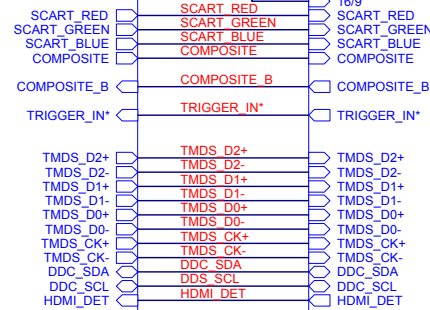 16/9
SCART_RED SCART_RED SCART_RED
SCART_GREEN SCART_GREEN SCART_GREEN
SCART_BLUE SCART_BLUE SCART_BLUE
COMPOSITE COMPOSITE COMPOSITE
COMPOSITE_B COMPOSITE_B COMPOSITE_B
TRIGGER_IN* TRIGGER_IN* TRIGGER_IN*
TMDS_D2+ TMDS_D2+ TMDS_D2+
TMDS_D2- TMDS_D2- TMDS_D2-
TMDS_D1+ TMDS_D1+ TMDS_D1+
TMDS_D1- TMDS_D1- TMDS_D1-
TMDS_D0+ TMDS_D0+ TMDS_D0+
TMDS_D0- TMDS_D0- TMDS_D0-
TMDS_CK+ TMDS_CK+ TMDS_CK+
TMDS_CK- TMDS_CK- TMDS_CK-
DDC_SDA DDC_SDA DDC_SDA
DDC_SCL DDS_SCL DDC_SCL
HDMI_DET HDMI_DET HDMI_DET